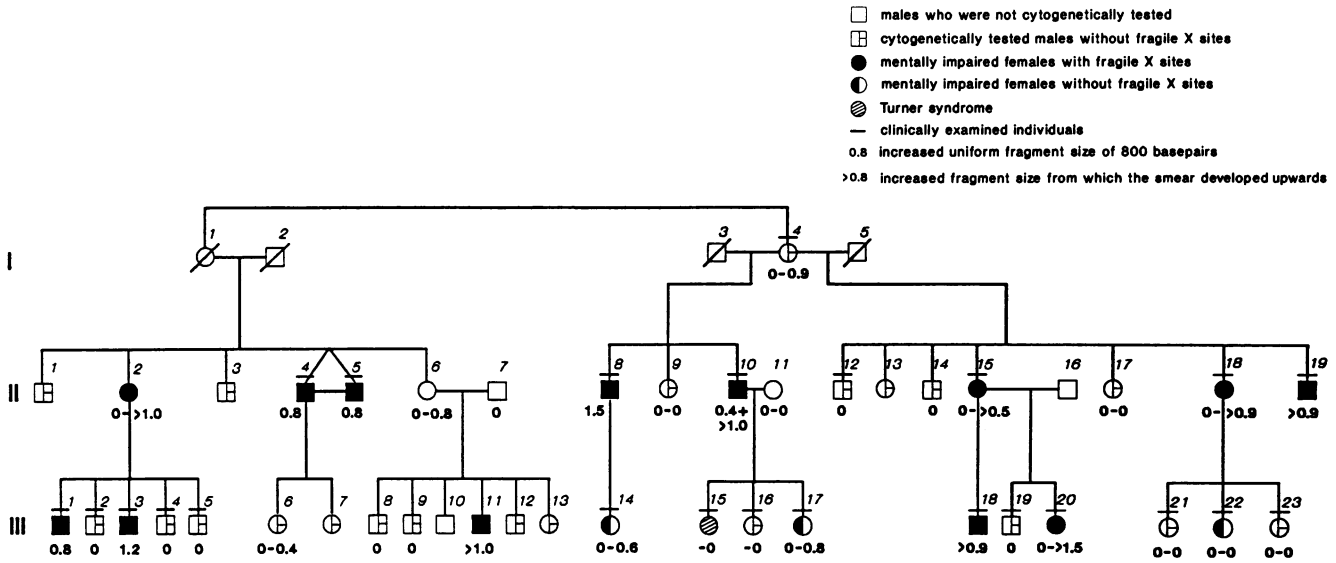 males who were not cytogenetically tested
cytogenetically tested males without fragile X sites
mentally impaired females with fragile X sites
mentally impaired females without fragile X sites
Turner syndrome
clinically examined individuals
0.8 increased uniform fragment size of 800 basepairs
>0.8 increased fragment size from which the smear developed upwards
1 2 3 4 5
I
0-0.9
1 2 3 4 5 6 7 8 9 10 11 12 13 14 15 16 17 18 19
II
0->1.0 0.8 0.8 0-0.8 0 1.5 0-0 0.4+ 0-0 0 0 0->0.5 0-0 0->0.9 >0.9
>1.0
1 2 3 4 5 6 7 8 9 10 11 12 13 14 15 16 17 18 19 20 21 22 23
III
0.8 0 1.2 0 0 0-0.4 0 0 >1.0 0-0.6 -0 -0 0-0.8 >0.9 0 0->1.5 0-0 0-0 0-0